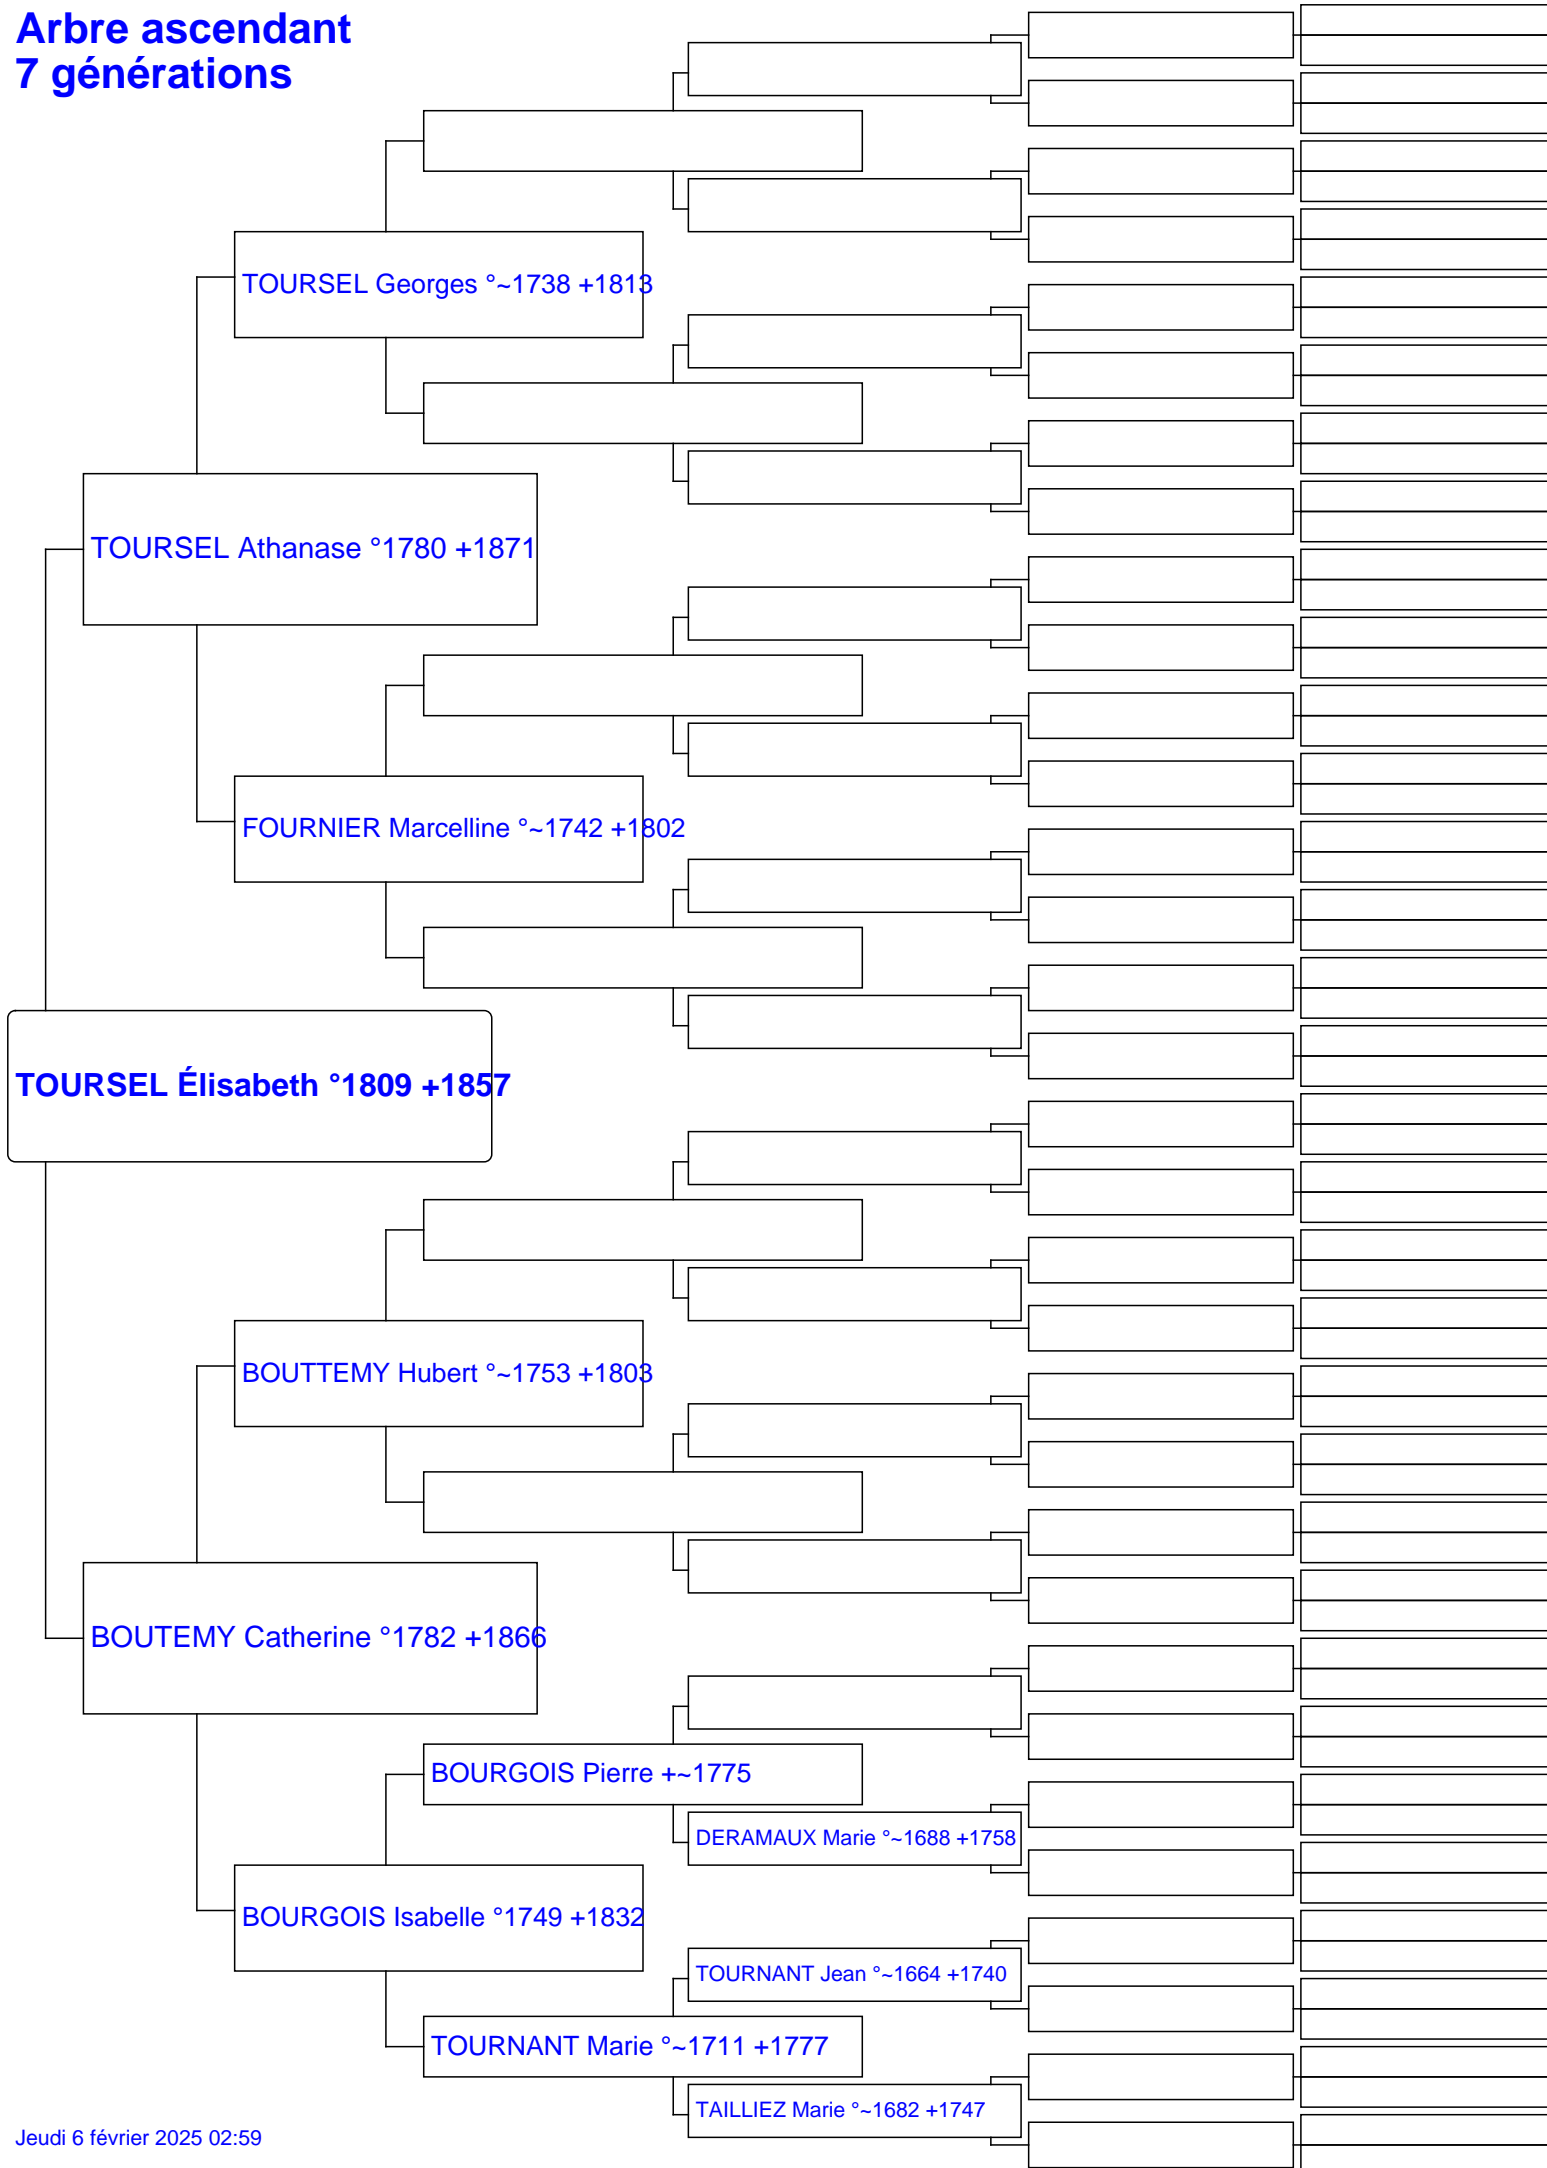 Arbre ascendant
7 générations
TOURSEL Georges °~1738 +1813
TOURSEL Athanase °1780 +1871
FOURNIER Marcelline °~1742 +1802
TOURSEL Élisabeth °1809 +1857
BOUTTEMY Hubert °~1753 +1803
BOUTEMY Catherine °1782 +1866
BOURGOIS Pierre +~1775
DERAMAUX Marie °~1688 +1758
BOURGOIS Isabelle °1749 +1832
TOURNANT Jean °~1664 +1740
TOURNANT Marie °~1711 +1777
TAILLIEZ Marie °~1682 +1747
Jeudi 6 février 2025 02:59